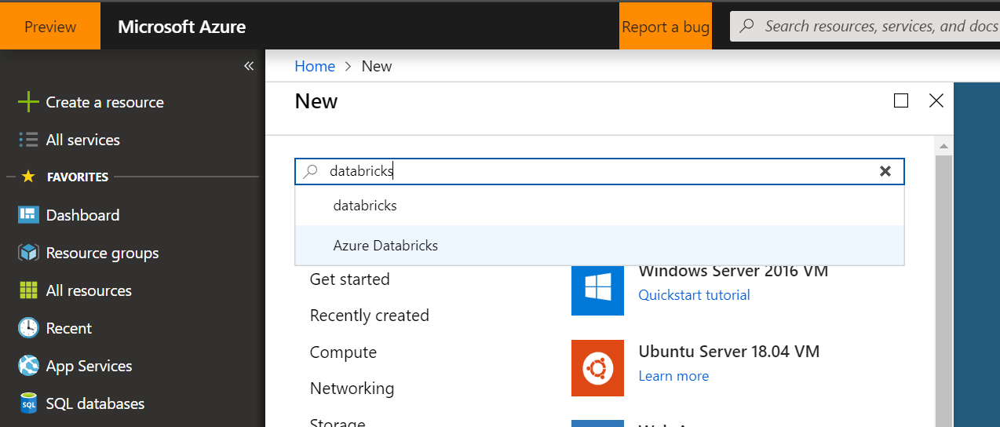 Preview
Microsoft Azure
Report a bug
Search resources, services, and docs
Home > New
New
Create a resource
All services
FAVORITES
Dashboard
Resource groups
All resources
Recent
App Services
SQL
SQL databases
databricks
databricks
Azure Databricks
Get started
Recently created
Compute
Networking
Storage
Windows Server 2016 VM
Quickstart tutorial
Ubuntu Server 18.04 VM
Learn more